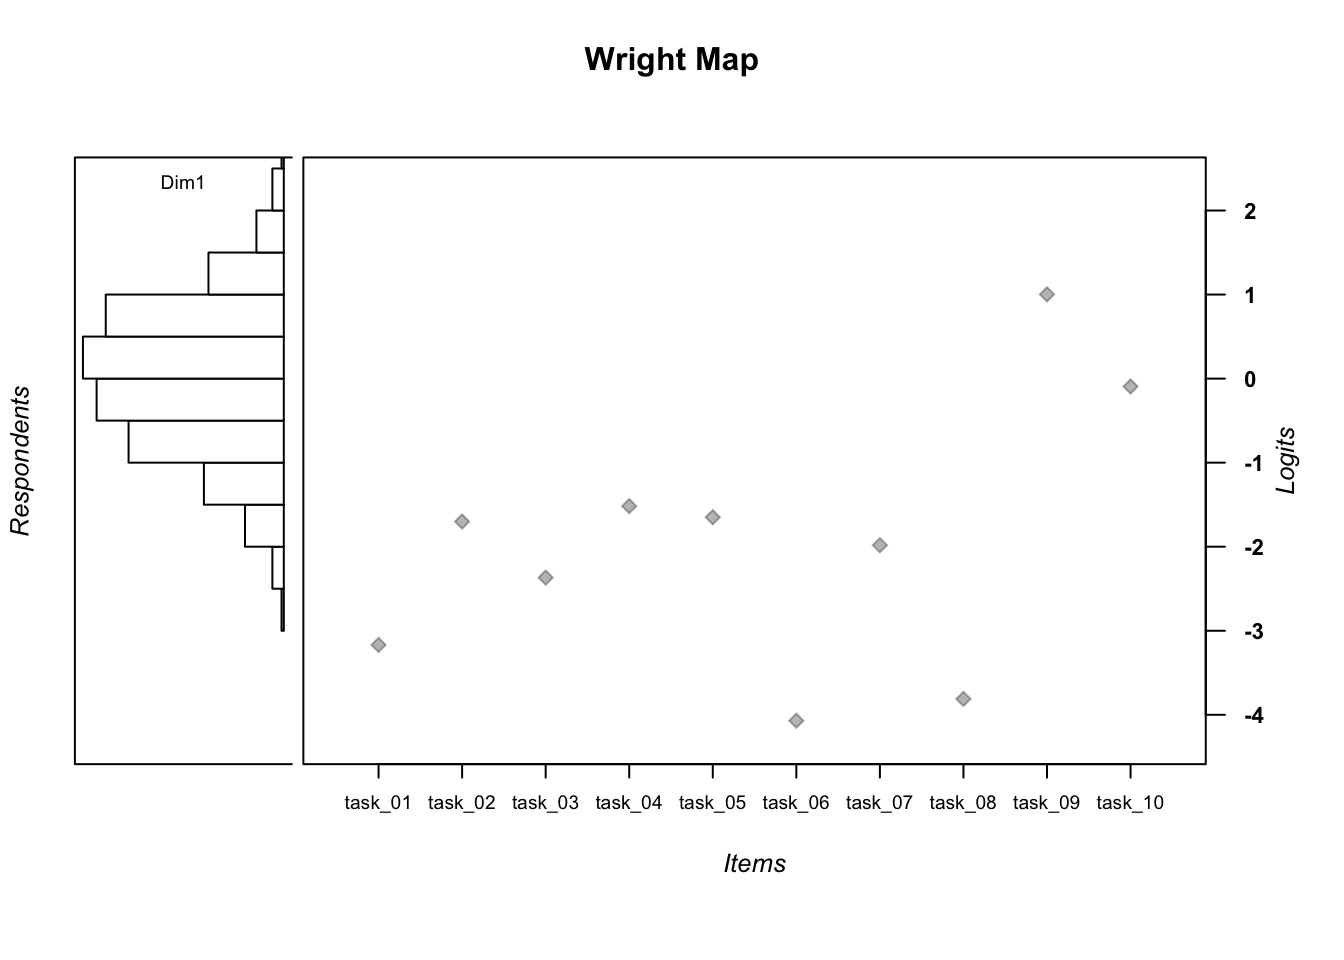 Wright Map
Dim1
Respondents
2
1
0
-1
-2
-3
-4
Logits
task_01 task_02 task_03 task_04 task_05 task_06 task_07 task_08 task_09 task_10
Items